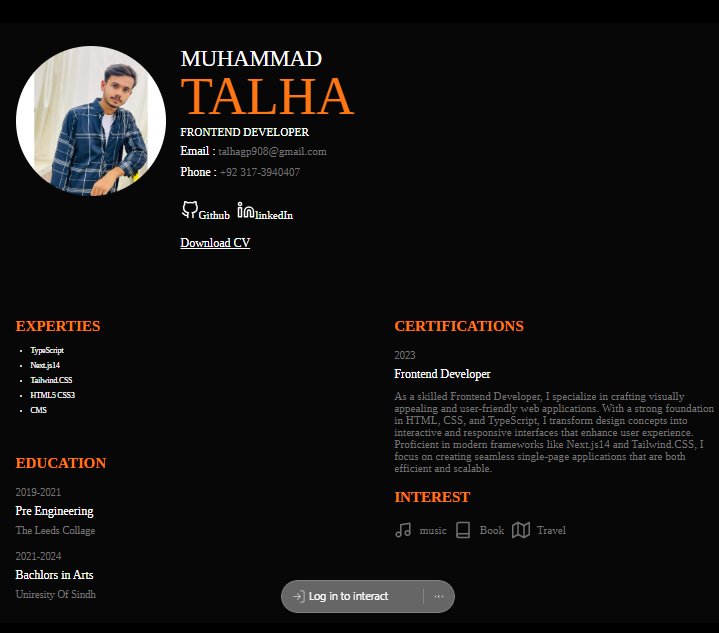 MUHAMMAD
TALHA
FRONTEND DEVELOPER
Email : talhagp908@gmail.com
Phone : +92 317-3940407
Github linkedIn
Download CV
EXPERTIES
• TypeScript
• Next.js14
• Tailwind.CSS
• HTML5 CSS3
• CMS
EDUCATION
2019-2021
Pre Engineering
The Leeds Collage
2021-2024
Bachlors in Arts
Uniresity Of Sindh
CERTIFICATIONS
2023
Frontend Developer
As a skilled Frontend Developer, I specialize in crafting visually
appealing and user-friendly web applications. With a strong foundation
in HTML, CSS, and TypeScript, I transform design concepts into
interactive and responsive interfaces that enhance user experience.
Proficient in modern frameworks like Next.js14 and Tailwind.CSS, I
focus on creating seamless single-page applications that are both
efficient and scalable.
INTEREST
music Book Travel
Log in to interact ...